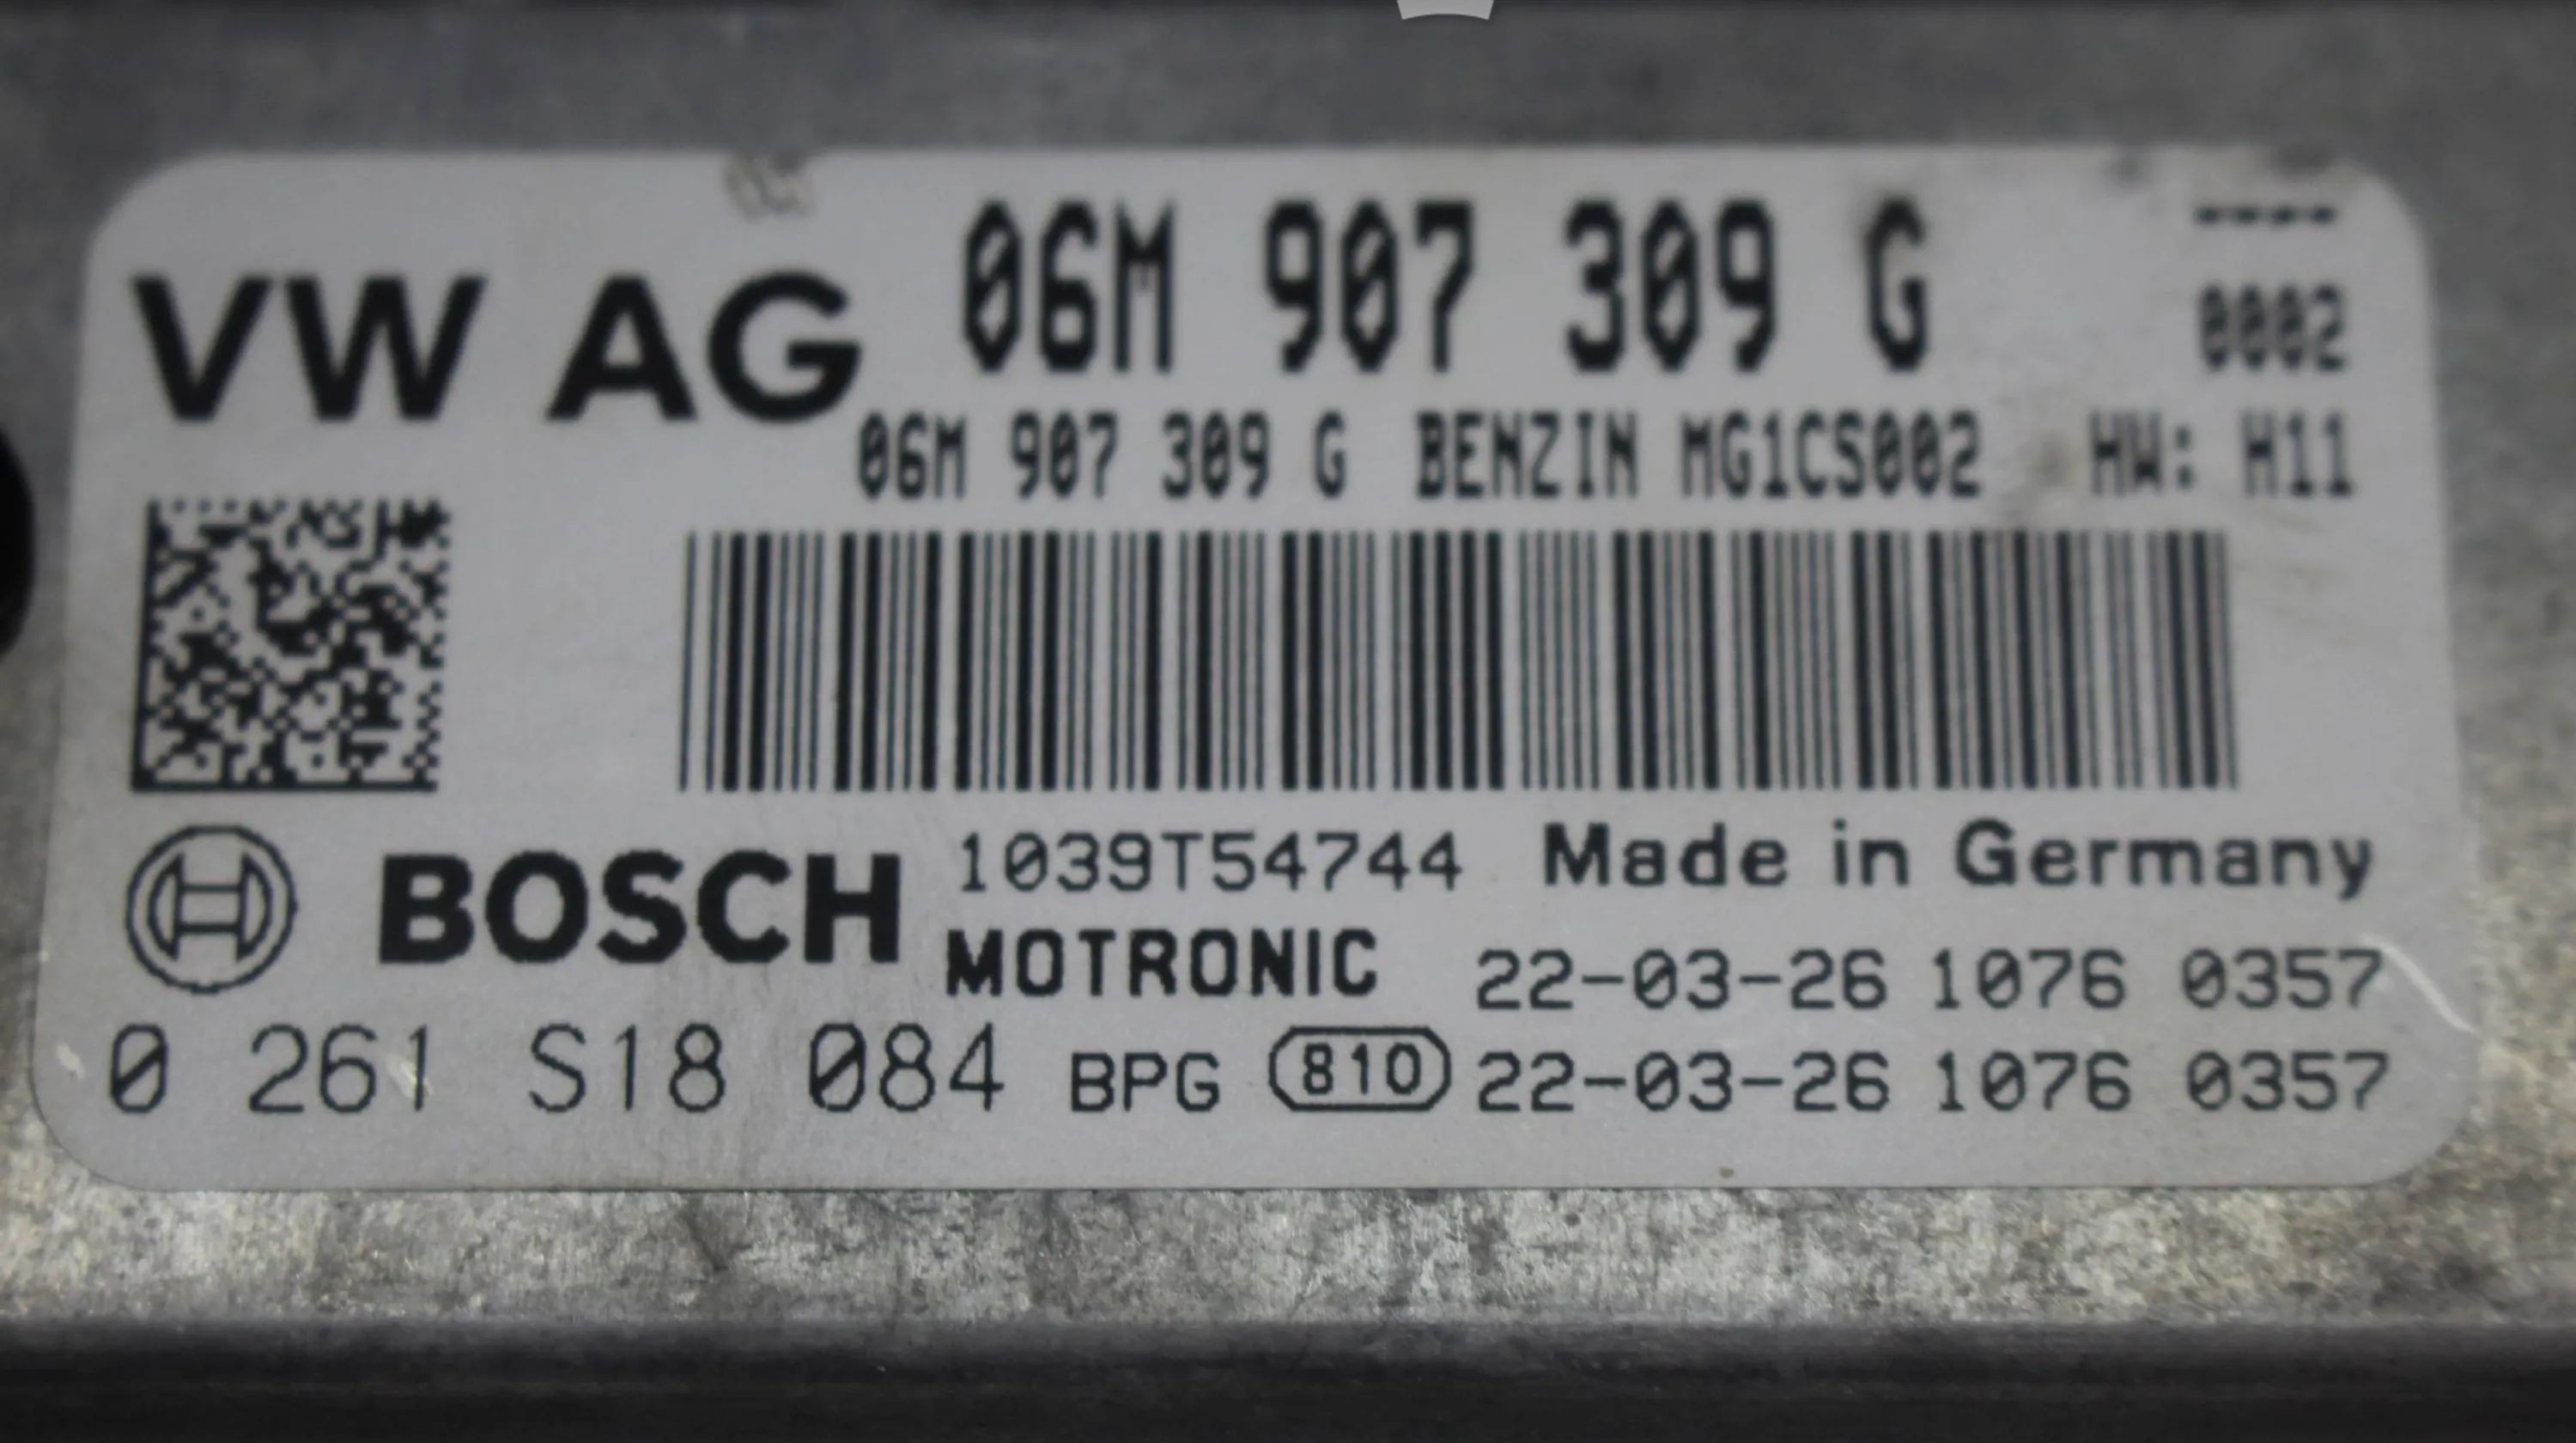 VW AG 06M 907 309 G ----
0002
06M 907 309 G BENZIN MG1CS002 HW: H11
BOSCH 1039T54744 Made in Germany
MOTRONIC 22-03-26 1076 0357
0 261 S18 084 BPG 810 22-03-26 1076 0357